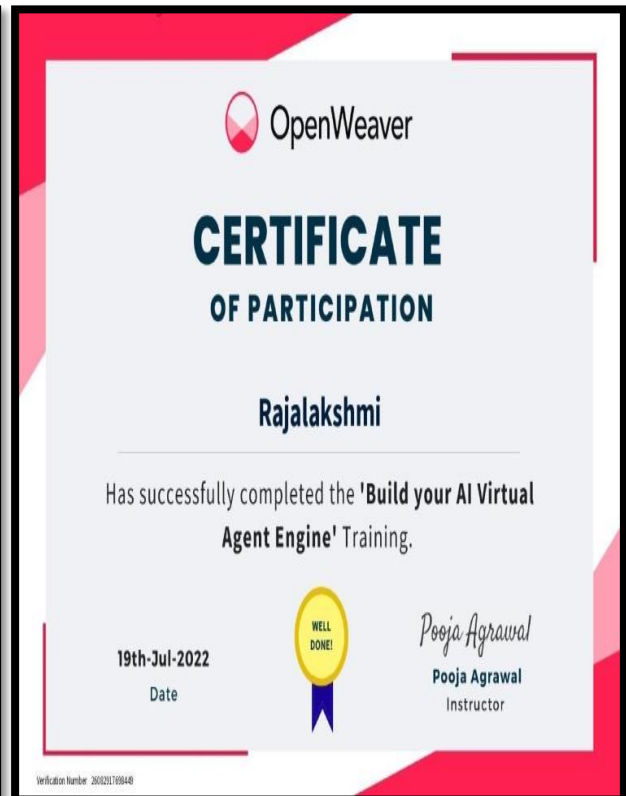 OpenWeaver
CERTIFICATE
OF PARTICIPATION
Rajalakshmi
Has successfully completed the 'Build your AI Virtual
Agent Engine' Training.
WELL
DONE!
19th-Jul-2022
Date
Pooja Agrawal
Pooja Agrawal
Instructor
Verification Number 26082917698449